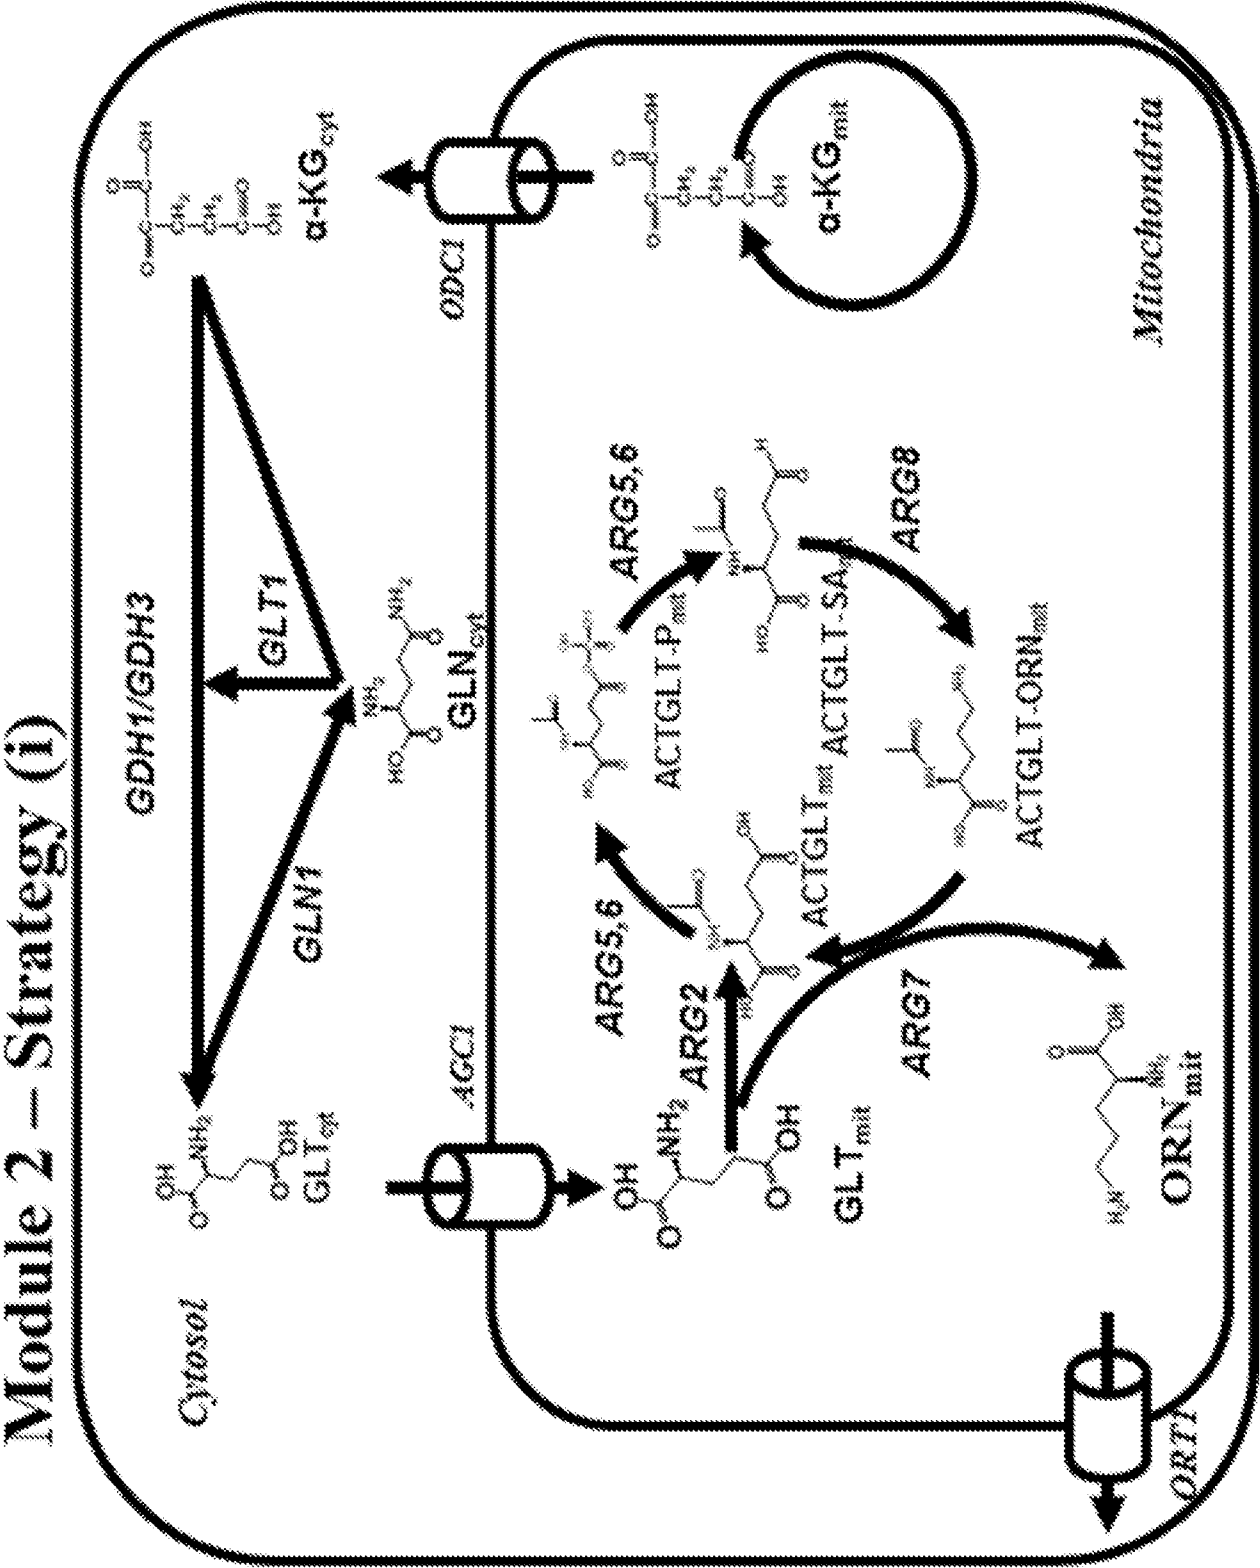 Module 2 – Strategy (i)
Cytosol
GDH1/GDH3
GLT1
GLN1
GLTcyt
GLNcyt
α-KGcyt
AGC1
ODC1
ARG5,6
ARG5,6
ARG2
ARG8
ARG7
ACTGLT-Pmit
ACTGLTmit
ACTGLT-SAmit
ACTGLT-ORNmit
GLTmit
α-KGmit
ORNmit
Mitochondria
ORT1